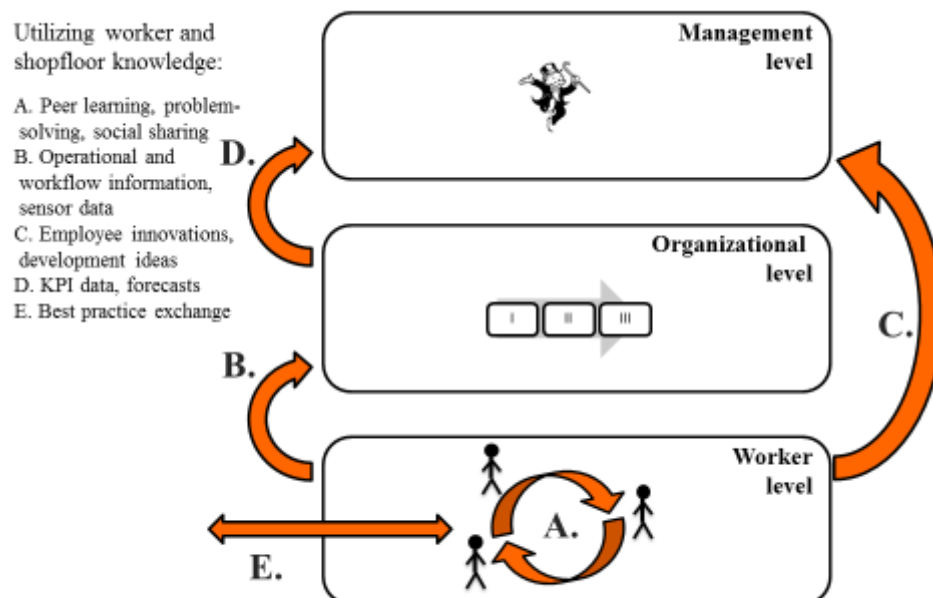 Utilizing worker and
shopfloor knowledge:
A. Peer learning, problem-
solving, social sharing
B. Operational and
workflow information,
sensor data
C. Employee innovations,
development ideas
D. KPI data, forecasts
E. Best practice exchange
Management
level
D.
Organizational
level
I II III
C.
B.
Worker
level
A.
E.